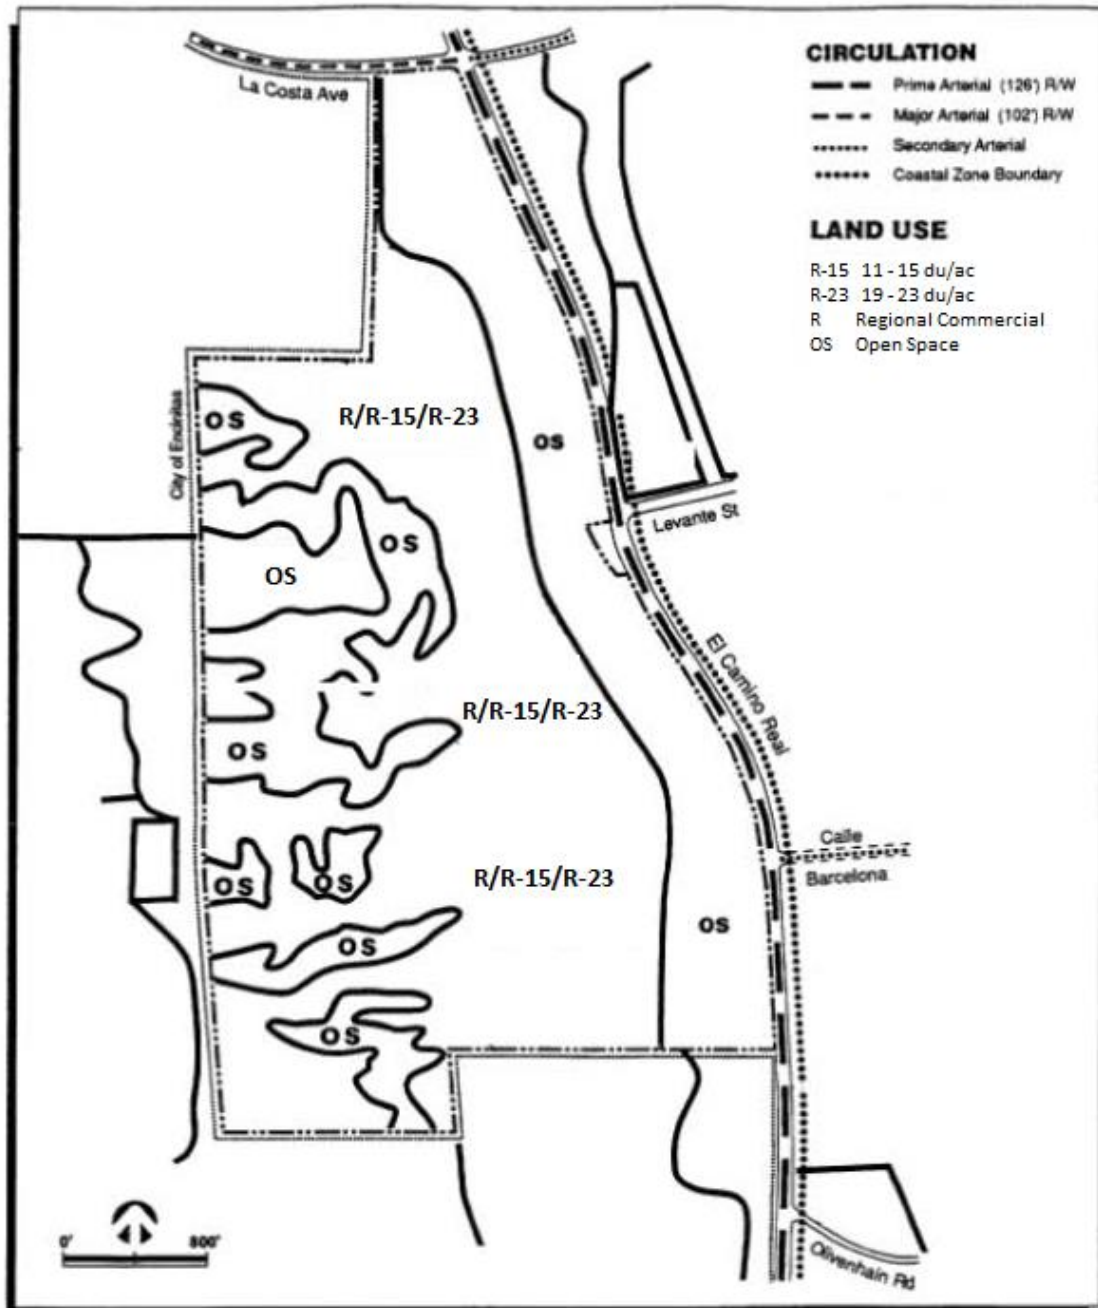 La Costa Ave
CIRCULATION
Prime Arterial (126') R/W
Major Arterial (102') R/W
Secondary Arterial
Coastal Zone Boundary
LAND USE
R-15 11 - 15 du/ac
R-23 19 - 23 du/ac
R Regional Commercial
OS Open Space
City of Encinitas
OS
R/R-15/R-23
OS
Levante St
OS
OS
El Camino Real
R/R-15/R-23
OS
Calle
Barcelona
OS
OS
R/R-15/R-23
OS
OS
OS
0' 800'
Olivenhain Rd